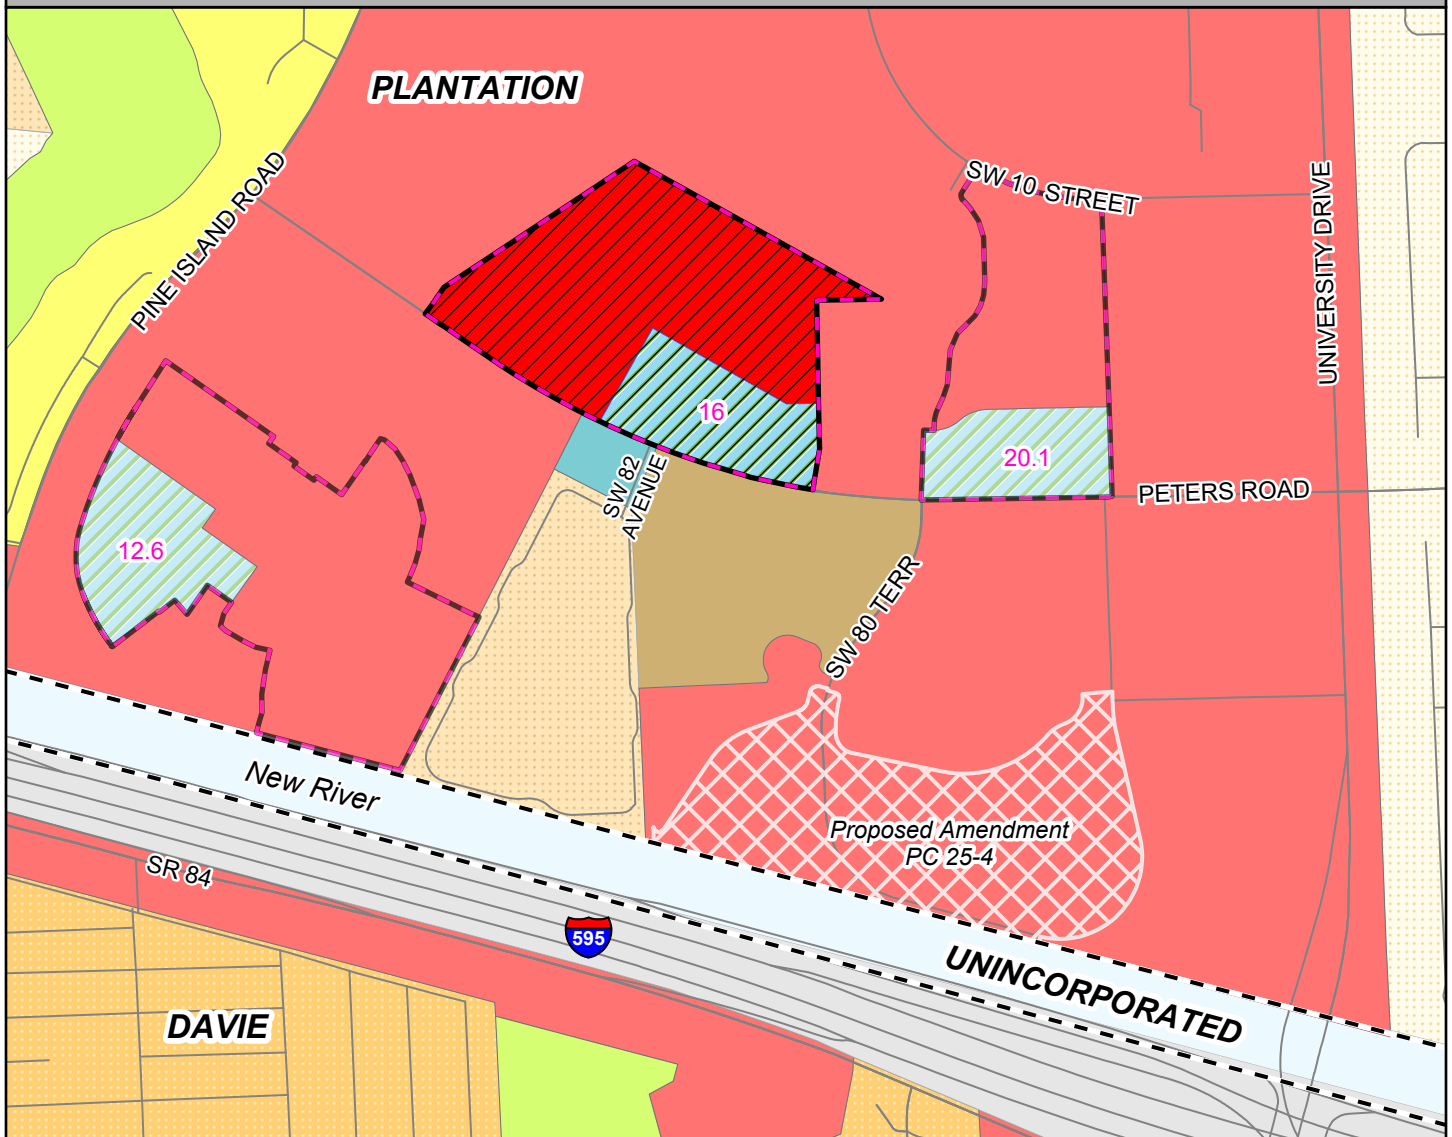 PLANTATION
PINE ISLAND ROAD
SW 10 STREET
UNIVERSITY DRIVE
16
20.1
PETERS ROAD
SW 82
AVENUE
12.6
SW 80 TERR
New River
Proposed Amendment
PC 25-4
SR 84
595
UNINCORPORATED
DAVIE